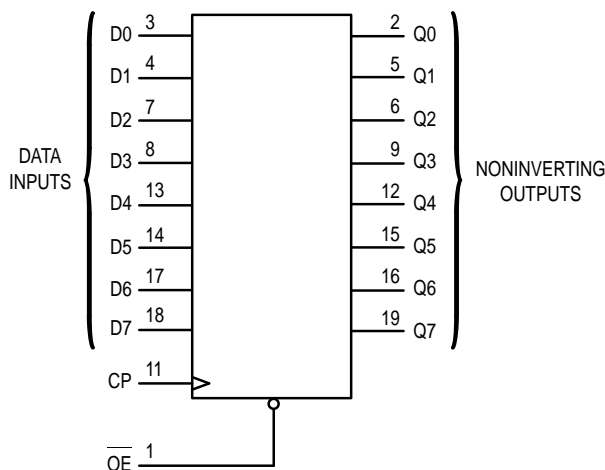 D0 3
D1 4
D2 7
D3 8
D4 13
D5 14
D6 17
D7 18
CP 11
OE 1
DATA
INPUTS
2 Q0
5 Q1
6 Q2
9 Q3
12 Q4
15 Q5
16 Q6
19 Q7
NONINVERTING
OUTPUTS